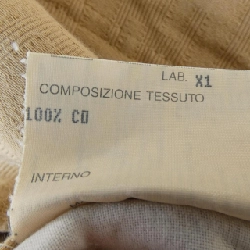 LAB. X1
COMPOSIZIONE TESSUTO
100% CO
INTERNO